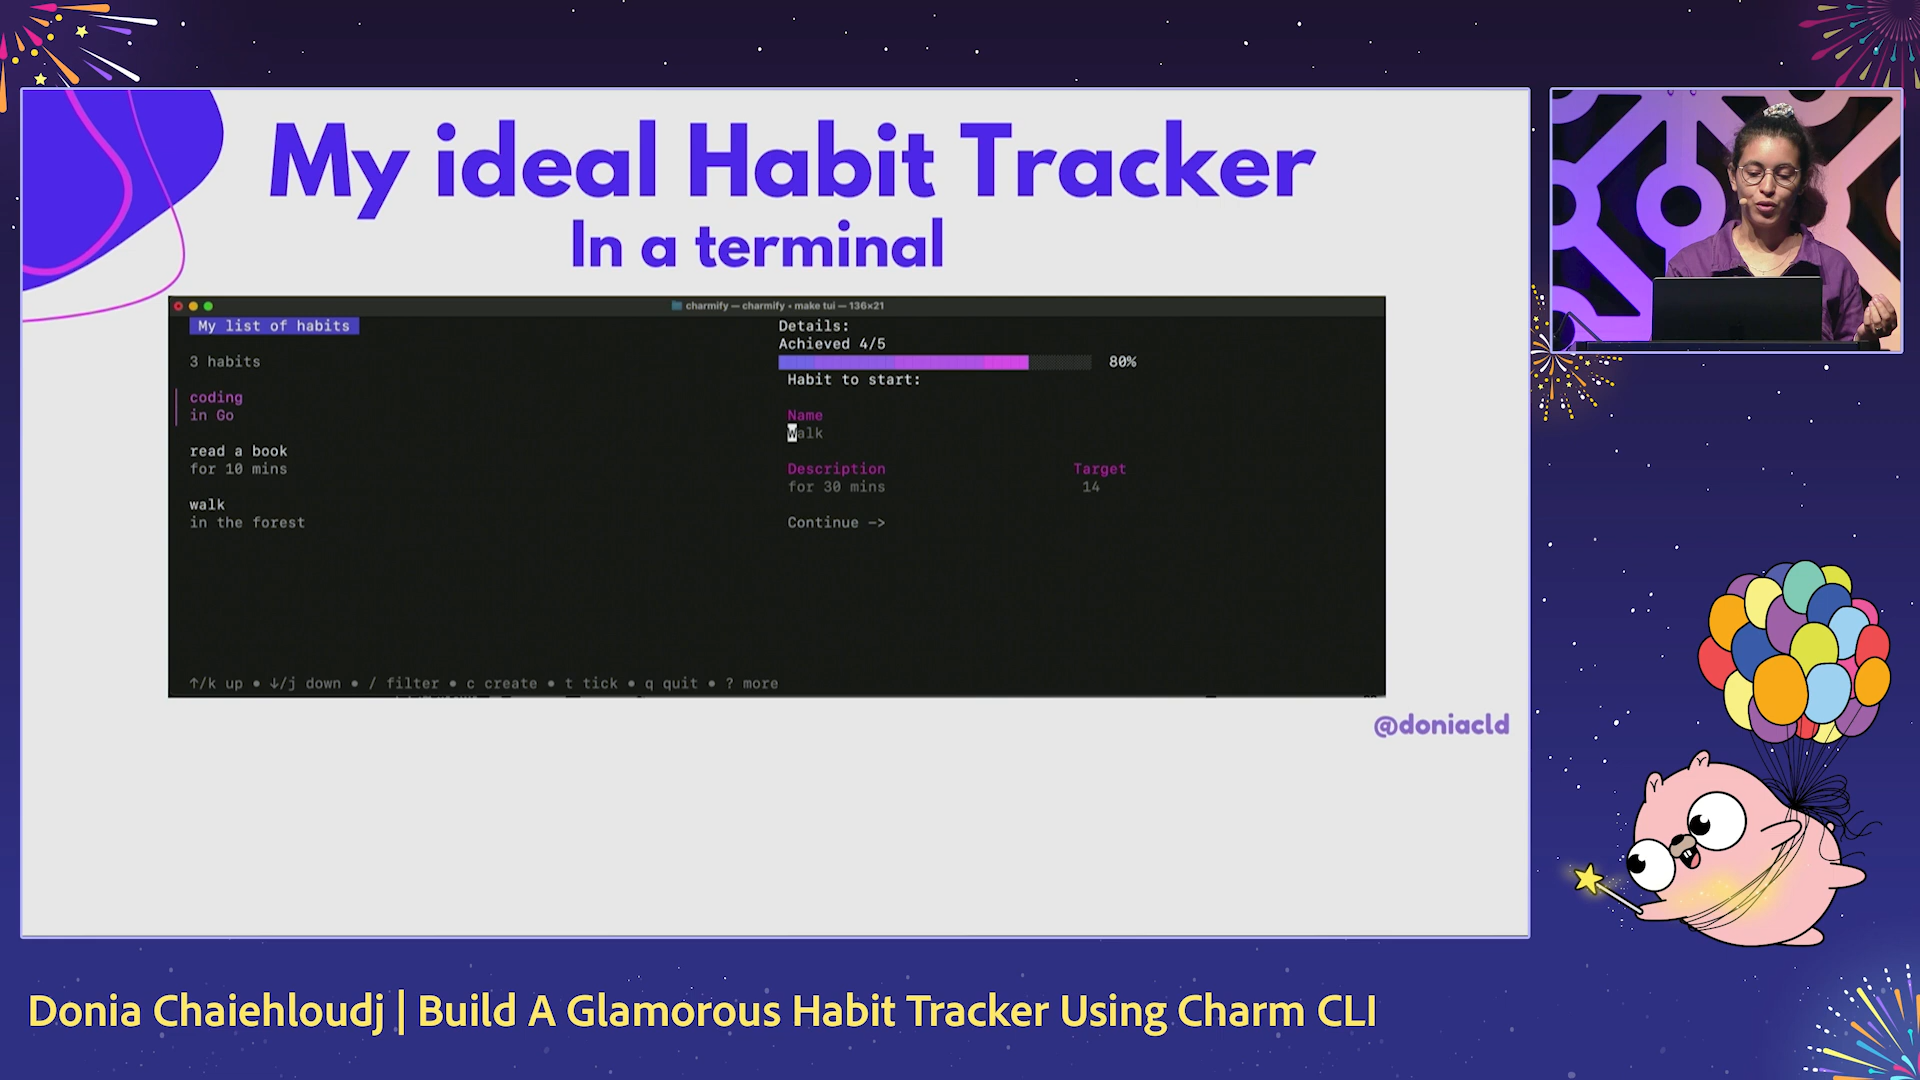 My ideal Habit Tracker
In a terminal
charmify — charmify • make tui — 136×21
My list of habits
3 habits
coding
in Go
read a book
for 10 mins
walk
in the forest
Details:
Achieved 4/5
80%
Habit to start:
Name
walk
Description Target
for 30 mins 14
Continue ->
↑/k up • ↓/j down • / filter • c create • t tick • q quit • ? more
@doniacld
Donia Chaiehloudj | Build A Glamorous Habit Tracker Using Charm CLI